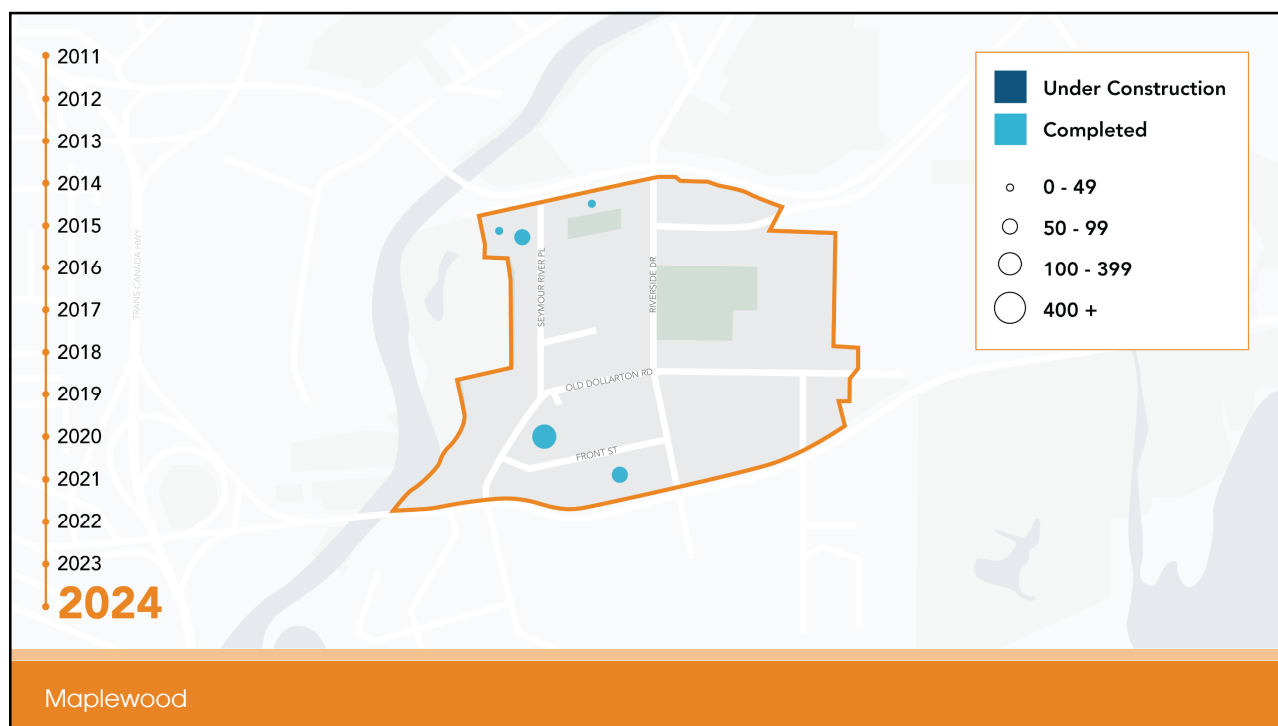 2011
2012
2013
2014
2015
2016
2017
2018
2019
2020
2021
2022
2023
2024
TRANS CANADA HWY
SEYMOUR RIVER PL
RIVERSIDE DR
OLD DOLLARTON RD
FRONT ST
Under Construction
Completed
0 - 49
50 - 99
100 - 399
400 +
Maplewood